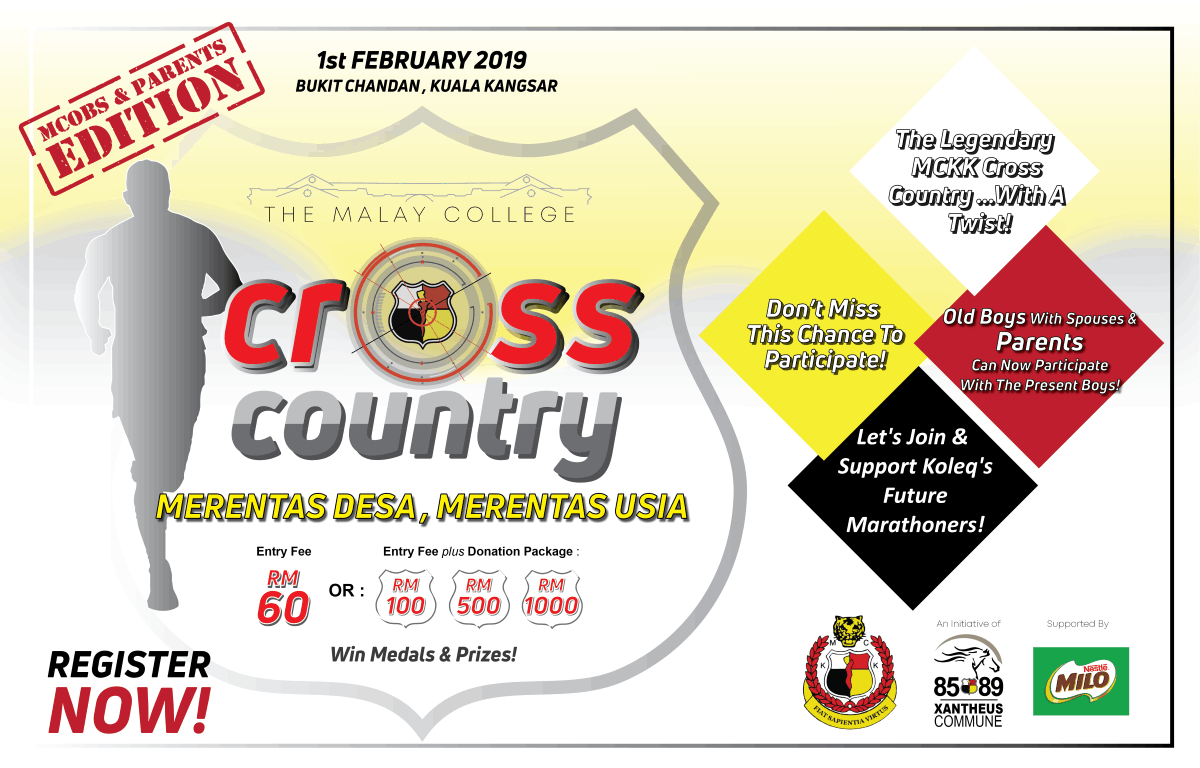 MCOBS & PARENTS
EDITION
1st FEBRUARY 2019
BUKIT CHANDAN , KUALA KANGSAR
THE MALAY COLLEGE
cross
country
MERENTAS DESA , MERENTAS USIA
Entry Fee
RM
60
OR :
Entry Fee plus Donation Package :
RM
100
RM
500
RM
1000
Win Medals & Prizes!
REGISTER
NOW!
The Legendary
MCKK Cross
Country ...With A
Twist!
Don't Miss
This Chance To
Participate!
Old Boys With Spouses &
Parents
Can Now Participate
With The Present Boys!
Let's Join &
Support Koleq's
Future
Marathoners!
M C
K K
FIAT SAPIENTIA VIRTUS
An Initiative of
85 89
XANTHEUS
COMMUNE
Supported By
Nestlé
MILO